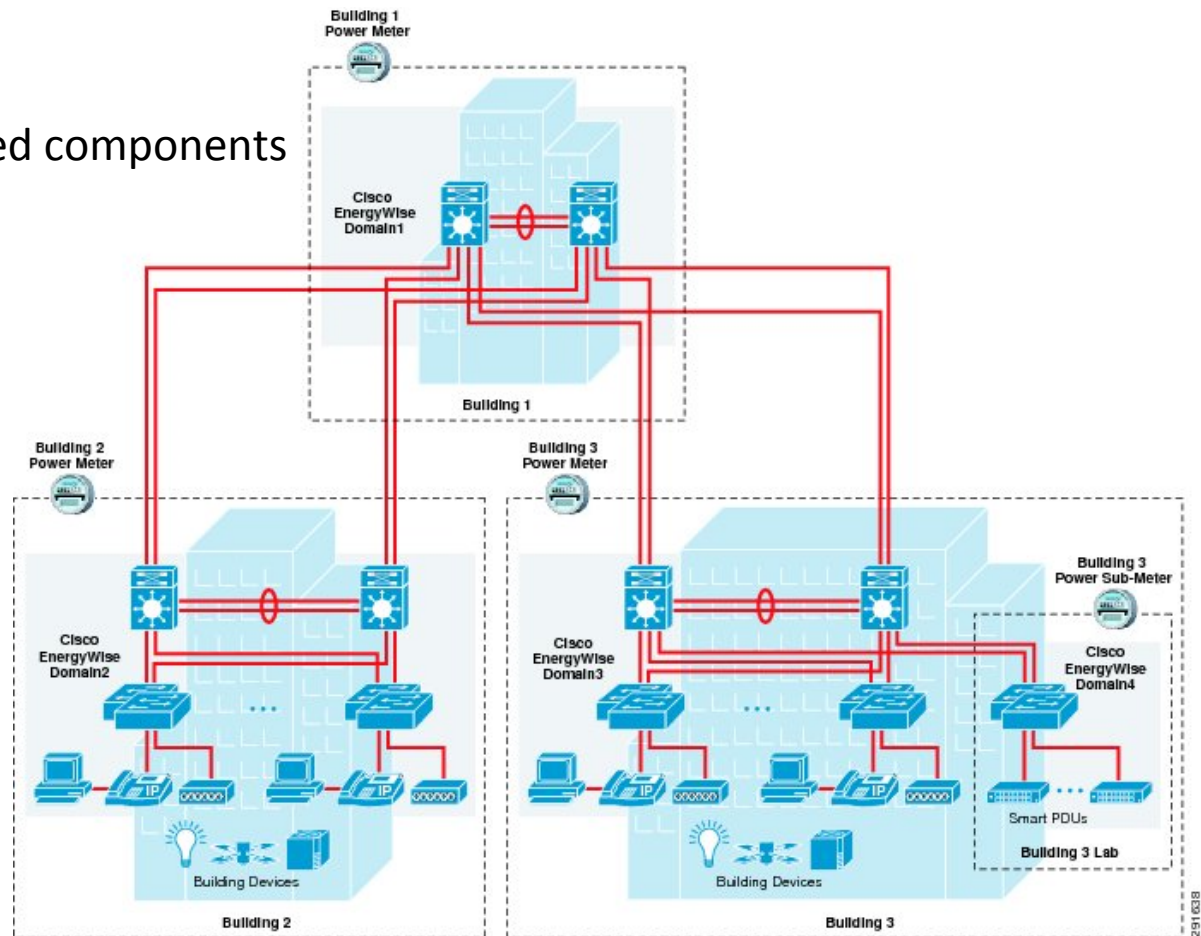 Building 1
Power Meter
ed components
Cisco
EnergyWise
Domain1
Building 1
Building 2
Power Meter
Building 3
Power Meter
Building 3
Power Sub-Meter
Cisco
EnergyWise
Domain2
Cisco
EnergyWise
Domain3
Cisco
EnergyWise
Domain4
IP
IP
IP
IP
Smart PDUs
Building 3 Lab
Building Devices
Building Devices
Building 2
Building 3
291638